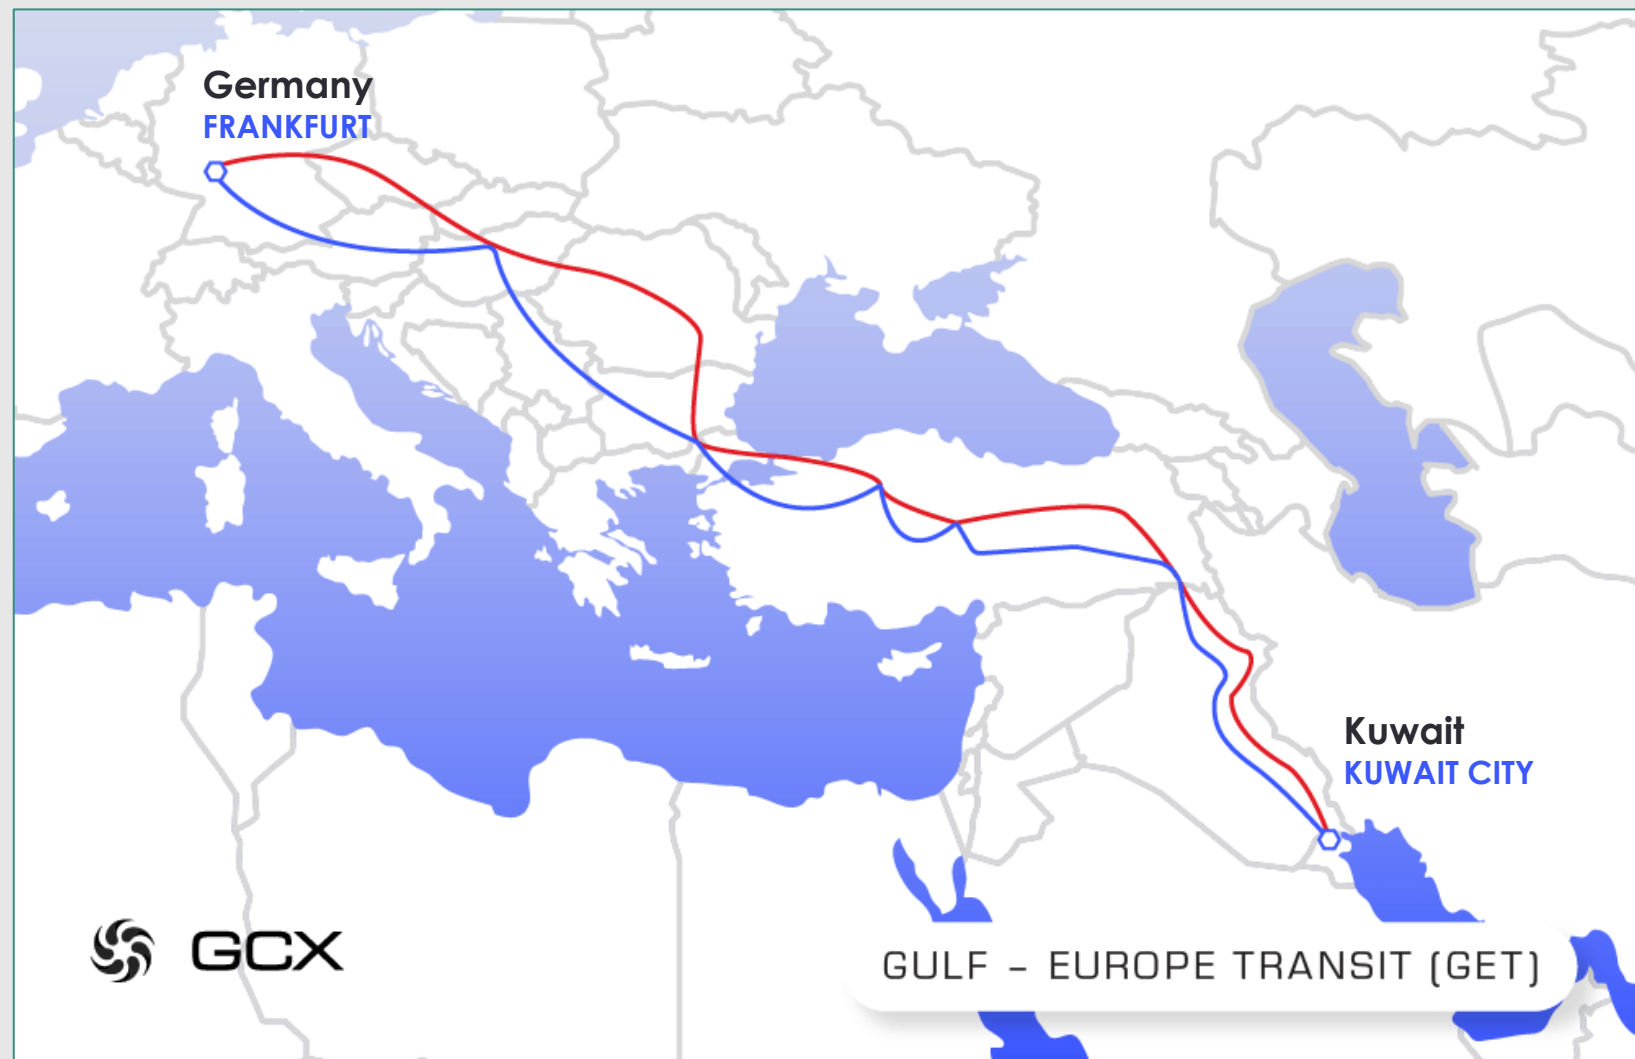 Germany
FRANKFURT
Kuwait
KUWAIT CITY
GCX
GULF – EUROPE TRANSIT (GET)